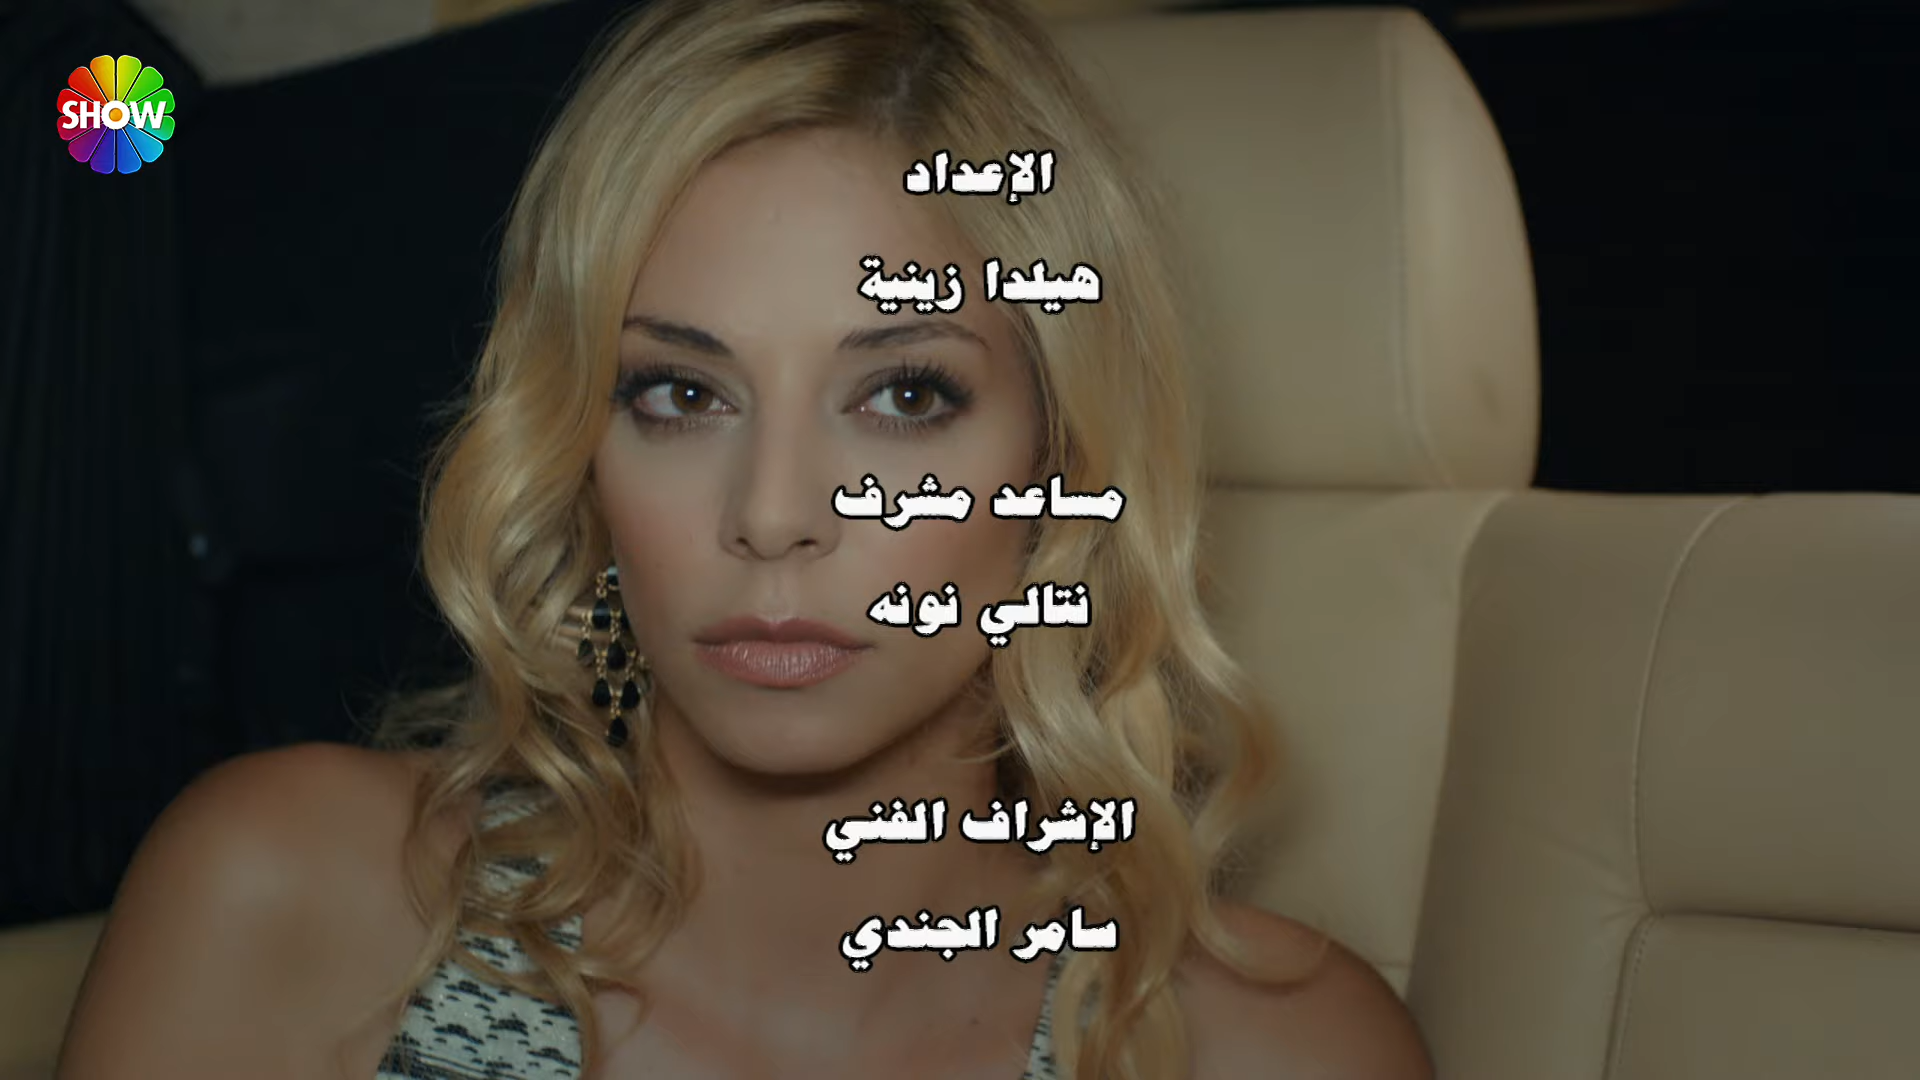 SHOW
الإعداد
هيلدا زينية
مساعد مشرف
نتالي نونه
الإشراف الفني
سامر الجندي